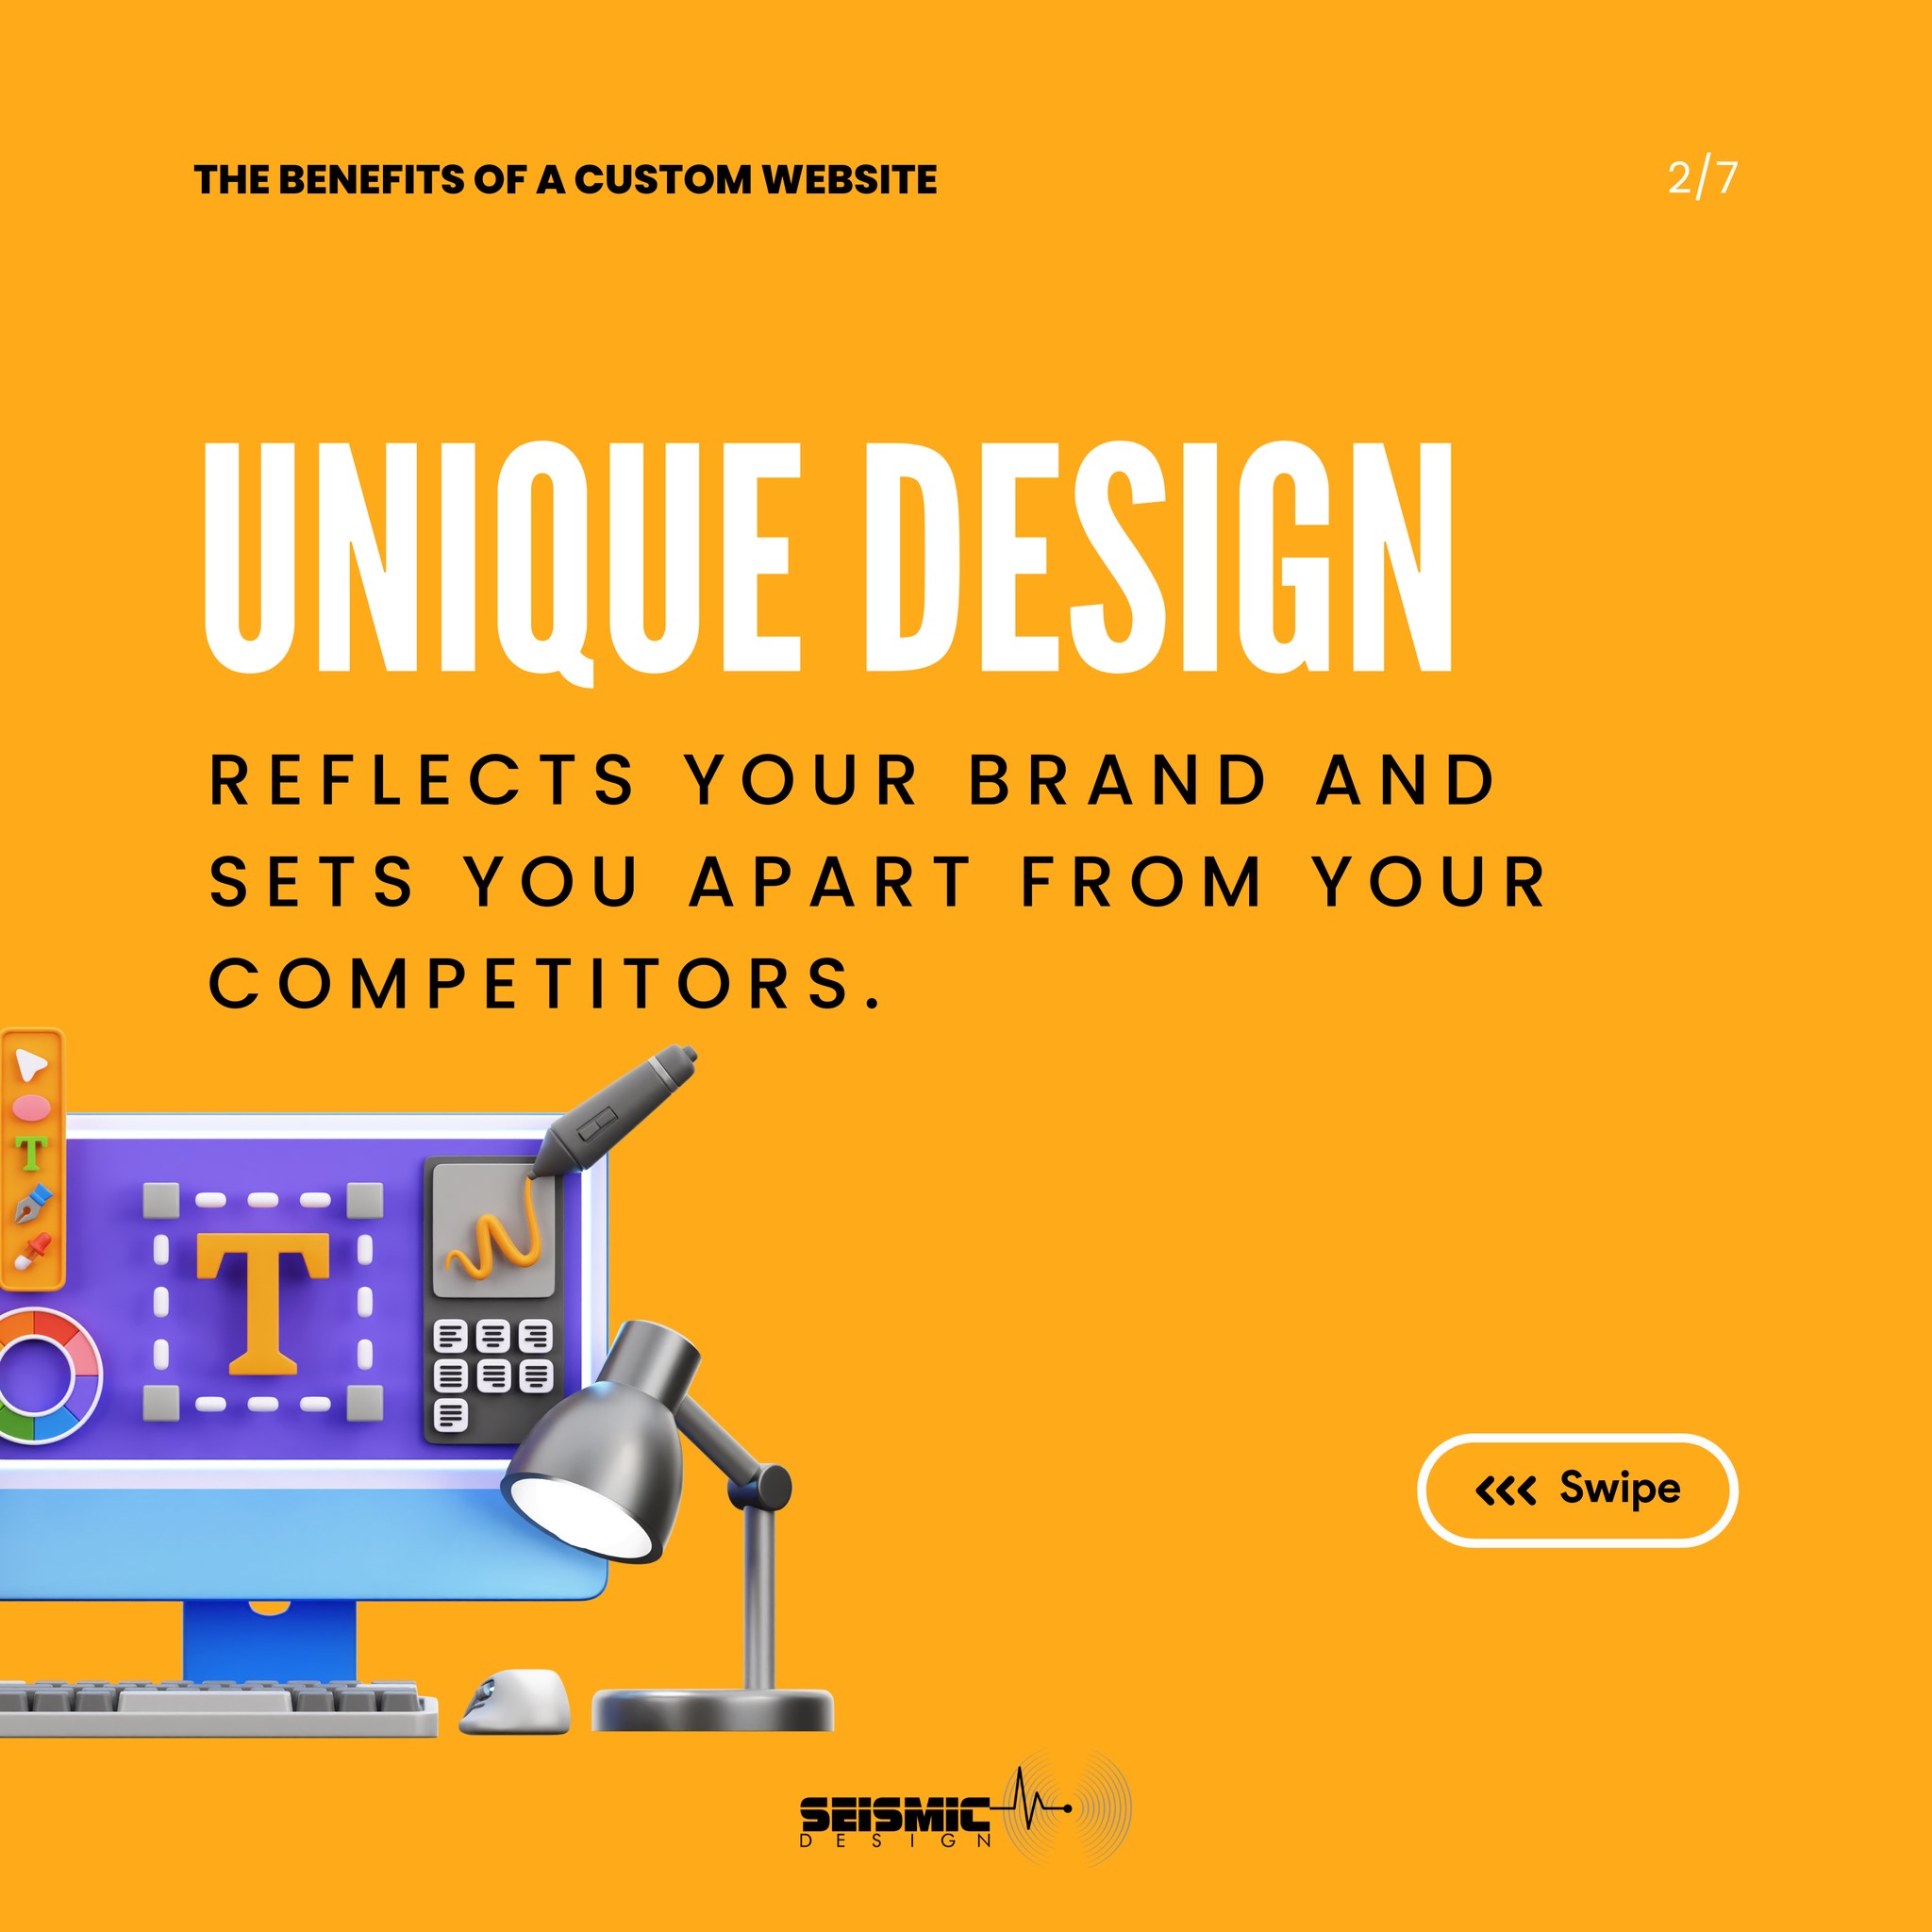 THE BENEFITS OF A CUSTOM WEBSITE
2/7
UNIQUE DESIGN
REFLECTS YOUR BRAND AND
SETS YOU APART FROM YOUR
COMPETITORS.
T
T
Swipe
SEISMIC
DESIGN